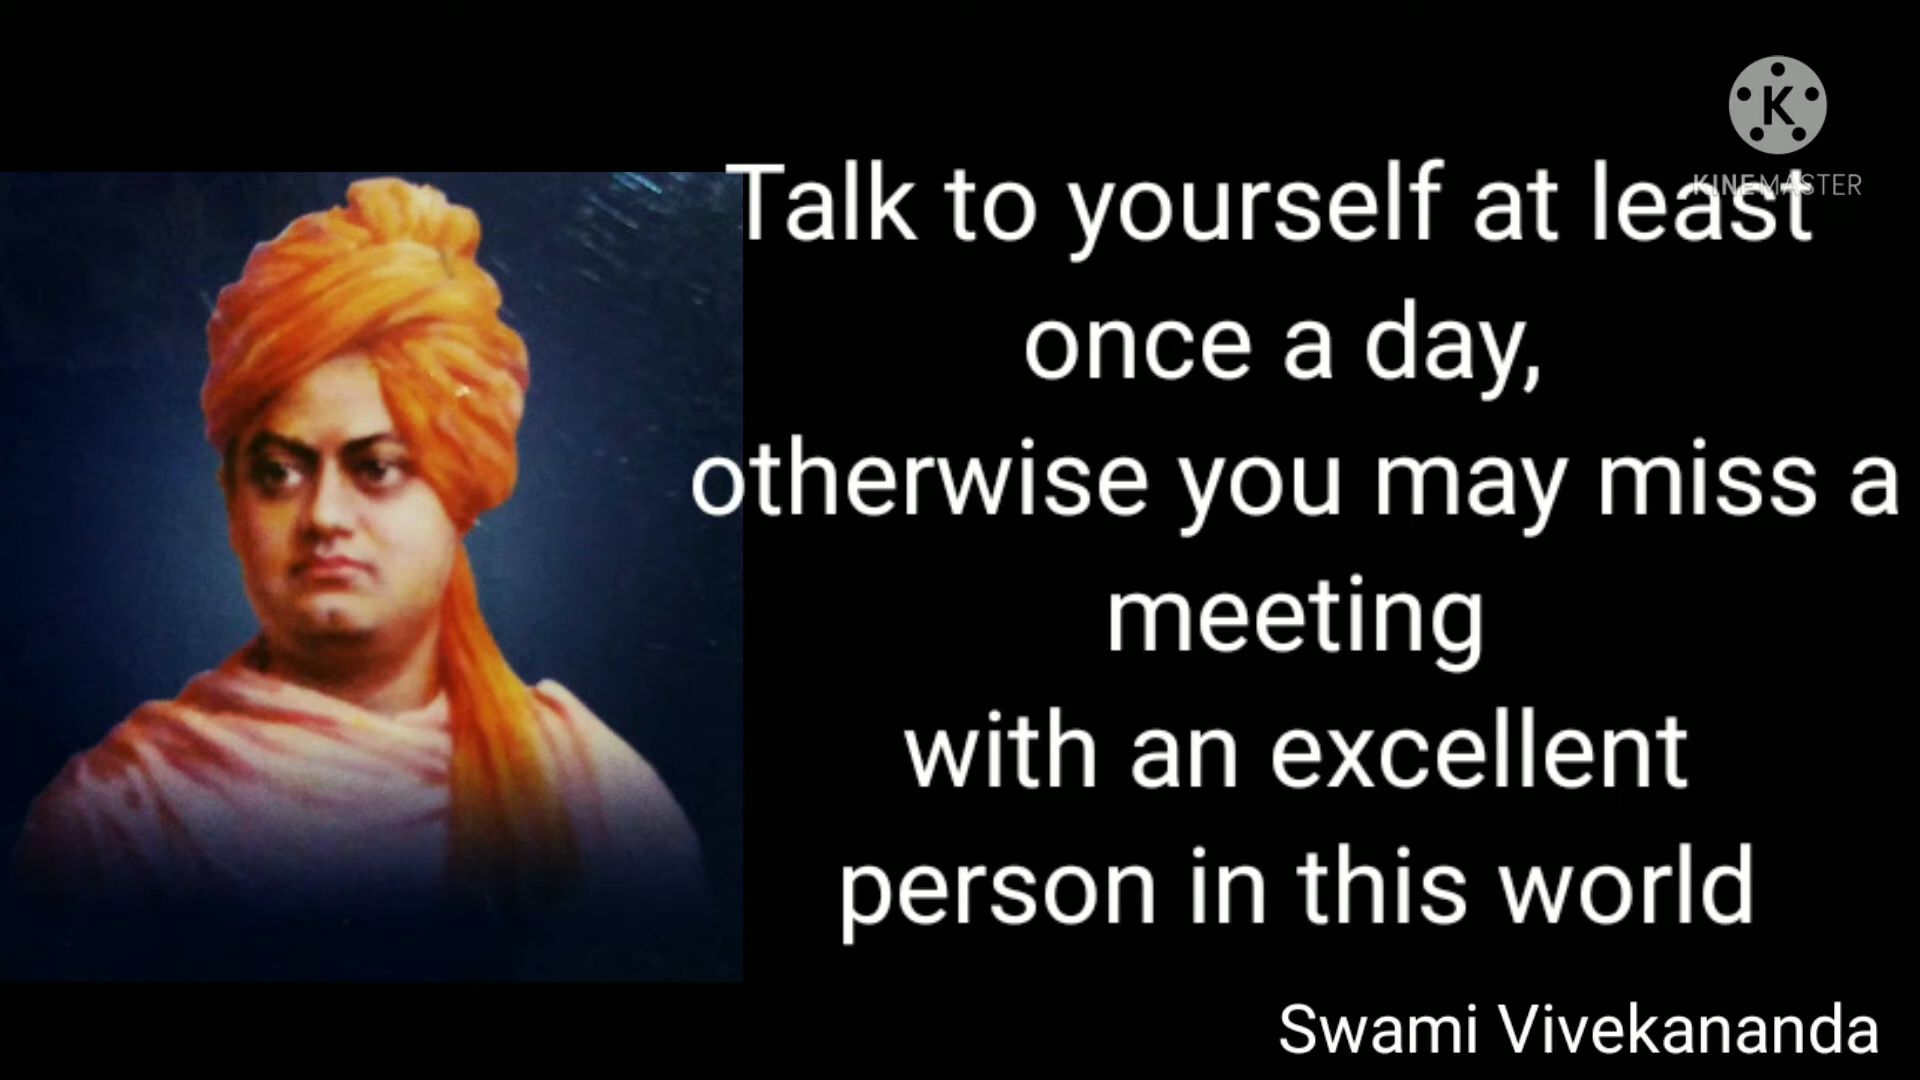 K
KINEMASTER
Talk to yourself at least
once a day,
otherwise you may miss a
meeting
with an excellent
person in this world
Swami Vivekananda